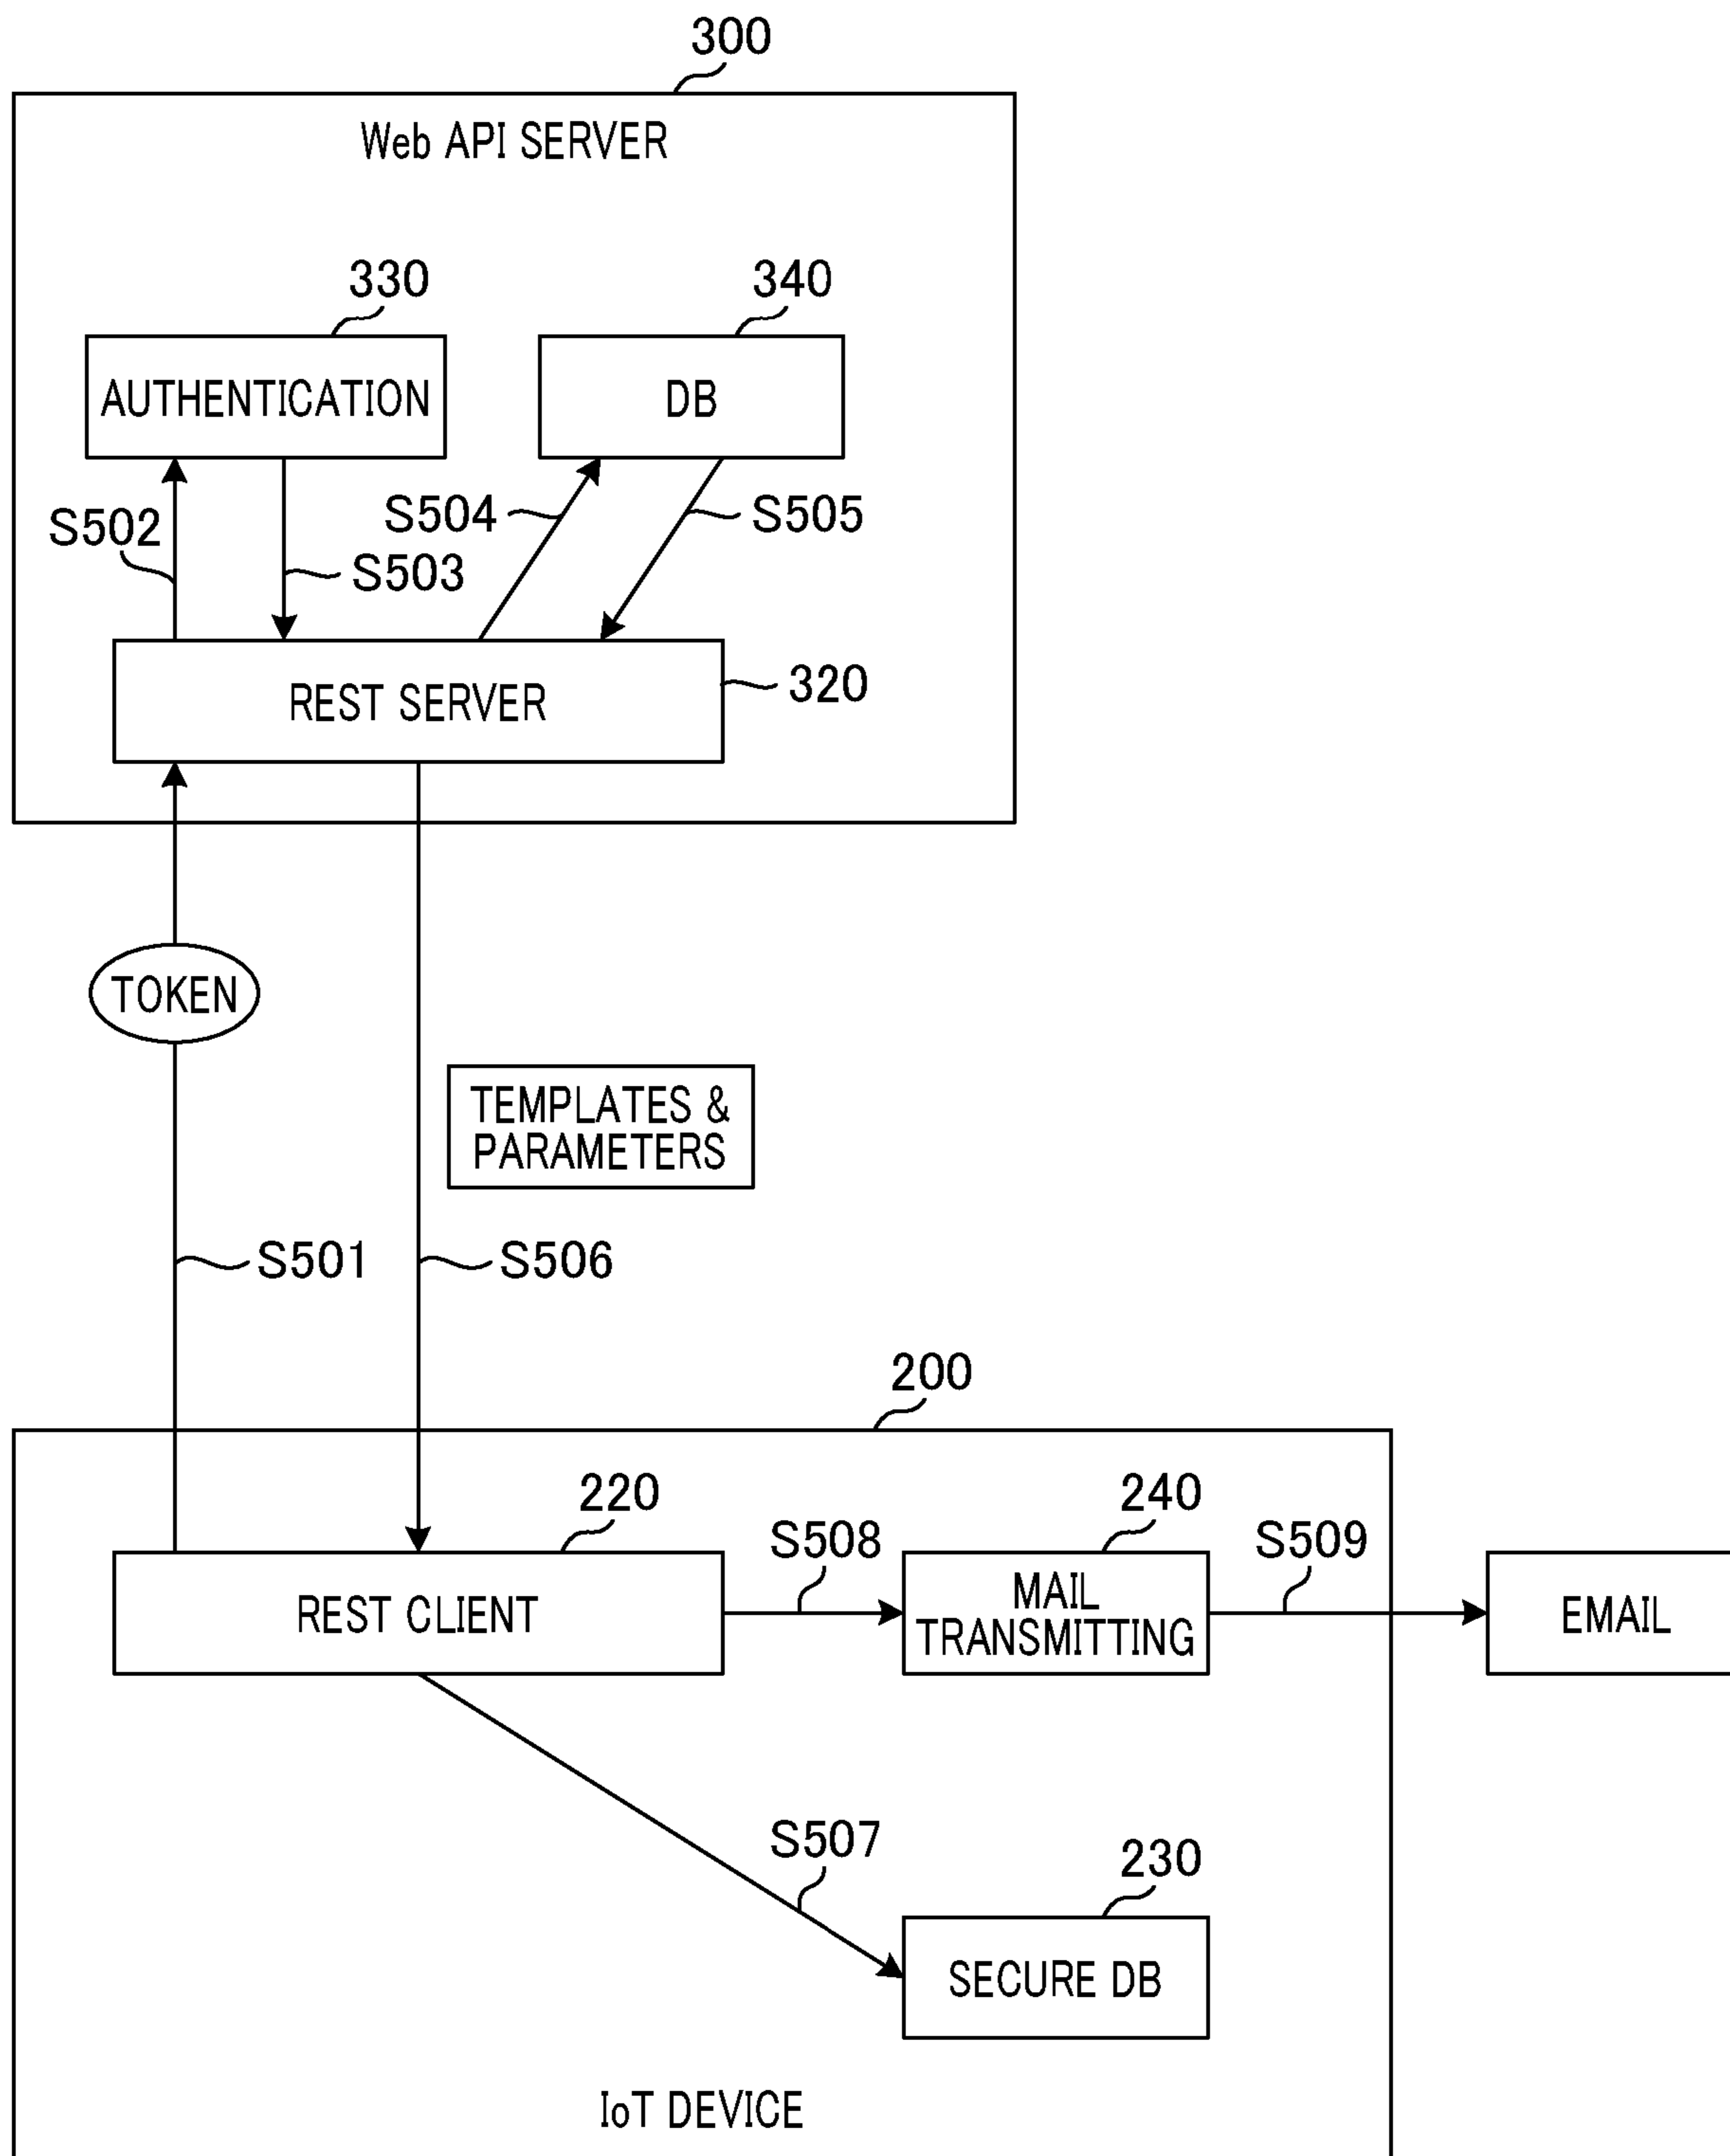 300
Web API SERVER
330
340
AUTHENTICATION
DB
S502
S503
S504
S505
REST SERVER
320
TOKEN
TEMPLATES &
PARAMETERS
S501
S506
200
220
S508
240
S509
REST CLIENT
MAIL
TRANSMITTING
EMAIL
S507
230
SECURE DB
IoT DEVICE